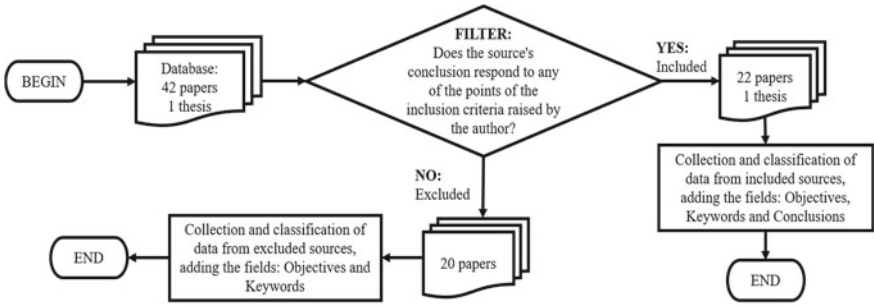 BEGIN
Database:
42 papers
1 thesis
FILTER:
Does the source's
conclusion respond to any
of the points of the
inclusion criteria raised by
the author?
YES:
Included
22 papers
1 thesis
Collection and classification of
data from included sources,
adding the fields: Objectives,
Keywords and Conclusions
END
NO:
Excluded
20 papers
Collection and classification of
data from excluded sources,
adding the fields: Objectives and
Keywords
END